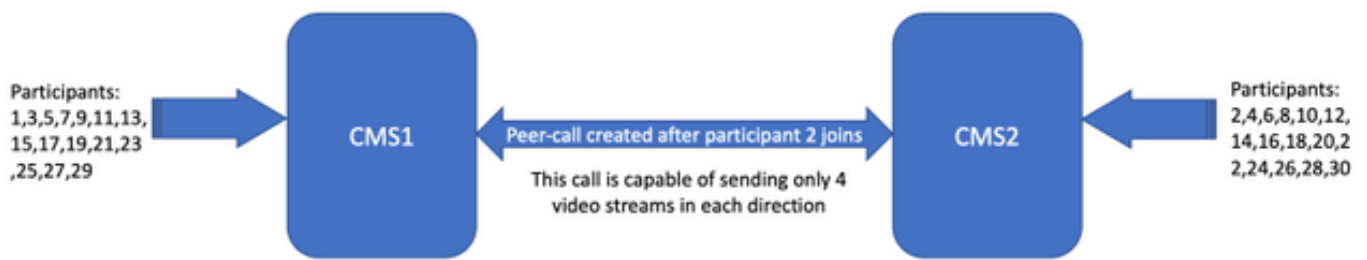 Participants:
1,3,5,7,9,11,13,
15,17,19,21,23
,25,27,29
CMS1
Peer-call created after participant 2 joins
This call is capable of sending only 4
video streams in each direction
CMS2
Participants:
2,4,6,8,10,12,
14,16,18,20,2
2,24,26,28,30